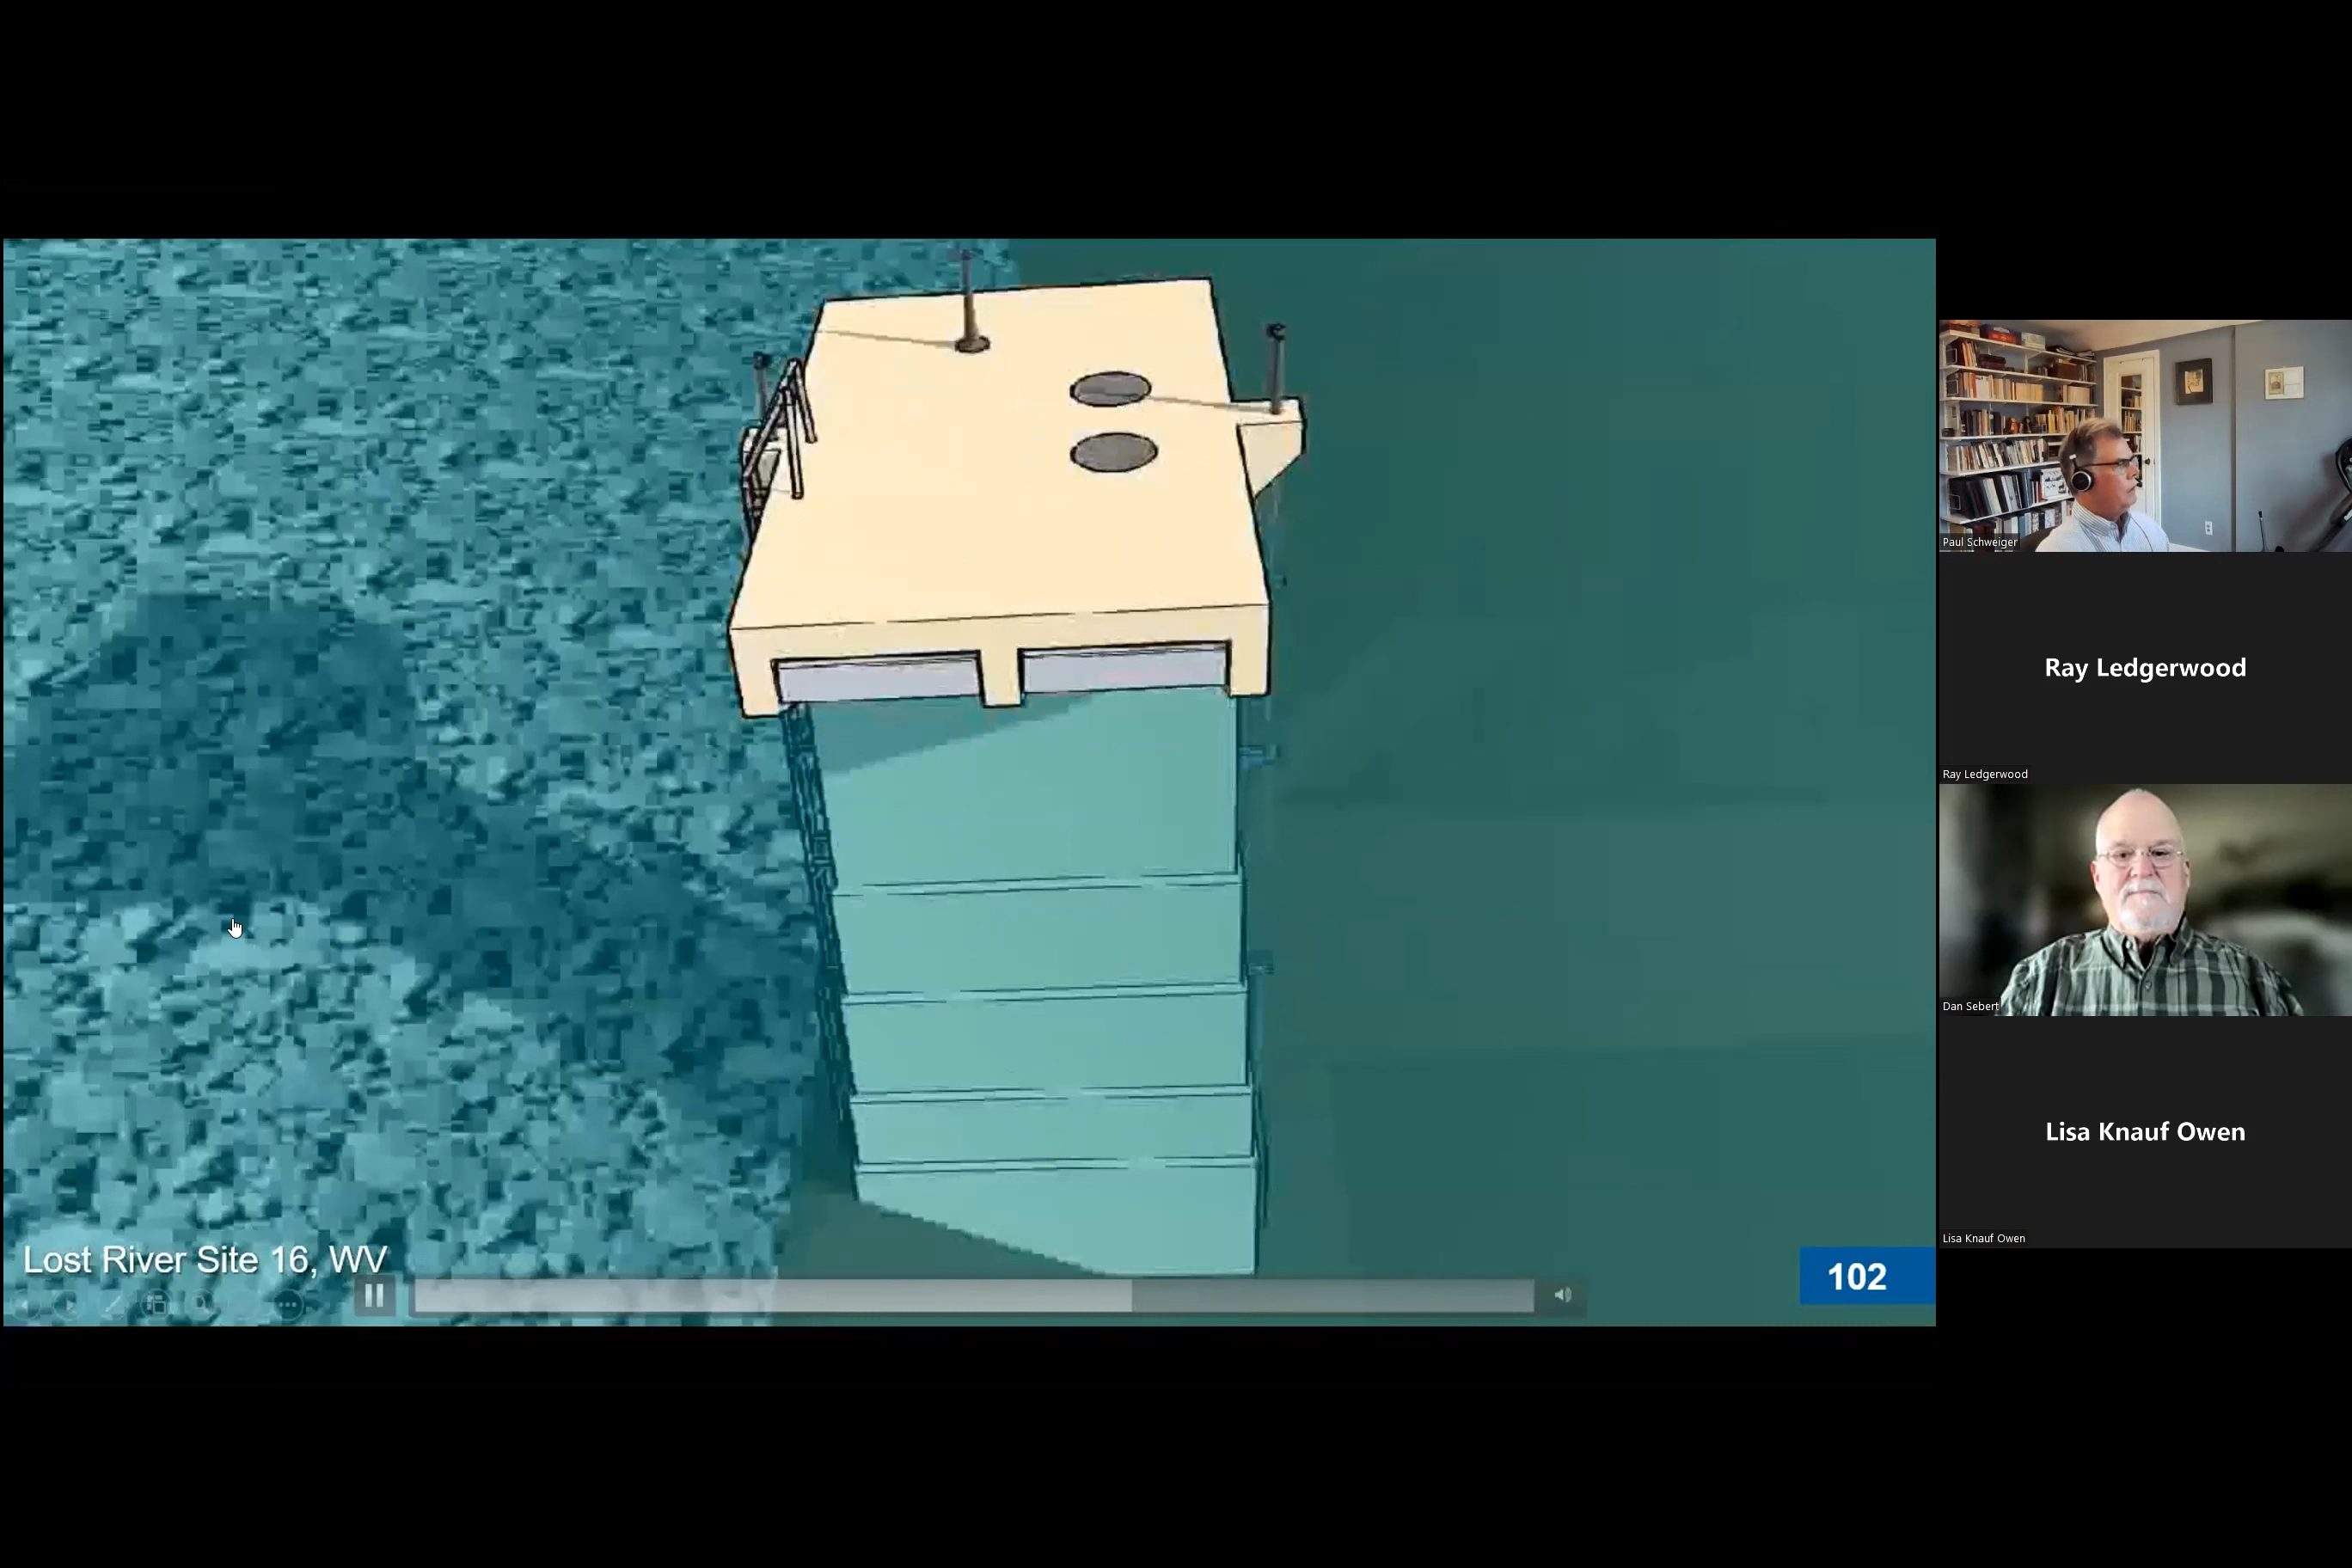 Lost River Site 16, WV
102
Paul Schweiger
Ray Ledgerwood
Ray Ledgerwood
Dan Sebert
Lisa Knauf Owen
Lisa Knauf Owen